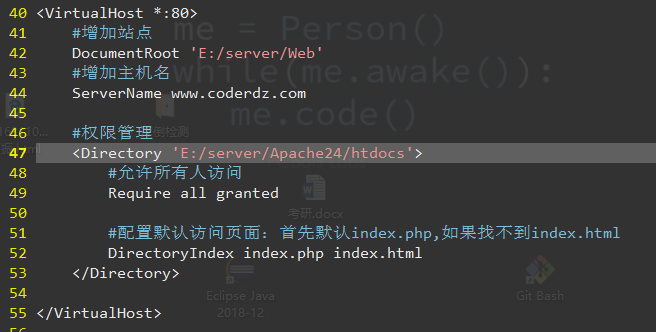 me = Person()
while(me.awake()):
me.code()
40 <VirtualHost *:80>
41 #增加站点
42 DocumentRoot 'E:/server/Web'
43 #增加主机名
44 ServerName www.coderdz.com
45
46 #权限管理
47 <Directory 'E:/server/Apache24/htdocs'>
48 #允许所有人访问
49 Require all granted
50
51 #配置默认访问页面：首先默认index.php,如果找不到index.html
52 DirectoryIndex index.php index.html
53 </Directory>
54
55 </VirtualHost>
考研.docx
Eclipse Java
2018-12
Git Bash